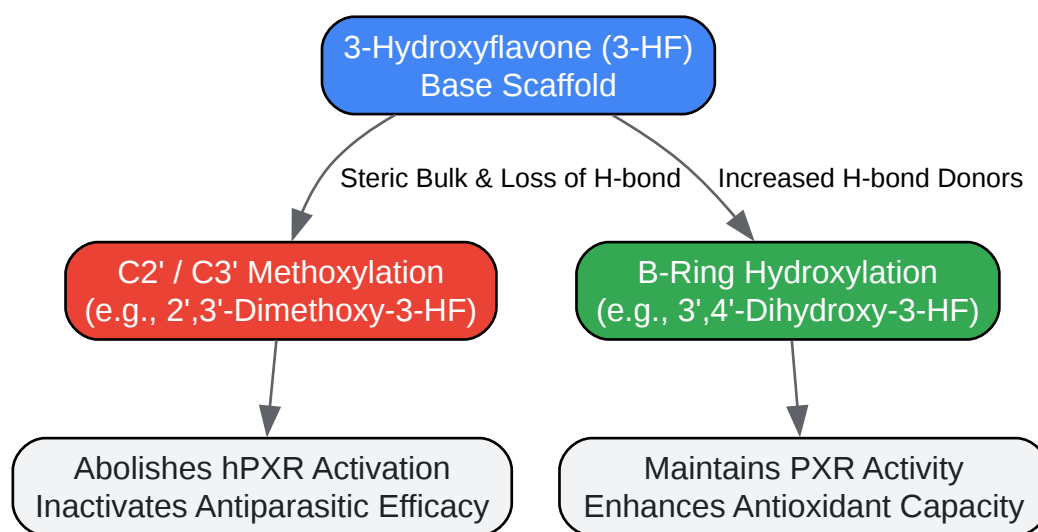 3-Hydroxyflavone (3-HF)
Base Scaffold
Steric Bulk & Loss of H-bond
Increased H-bond Donors
C2' / C3' Methoxylation
(e.g., 2',3'-Dimethoxy-3-HF)
B-Ring Hydroxylation
(e.g., 3',4'-Dihydroxy-3-HF)
Abolishes hPXR Activation
Inactivates Antiparasitic Efficacy
Maintains PXR Activity
Enhances Antioxidant Capacity